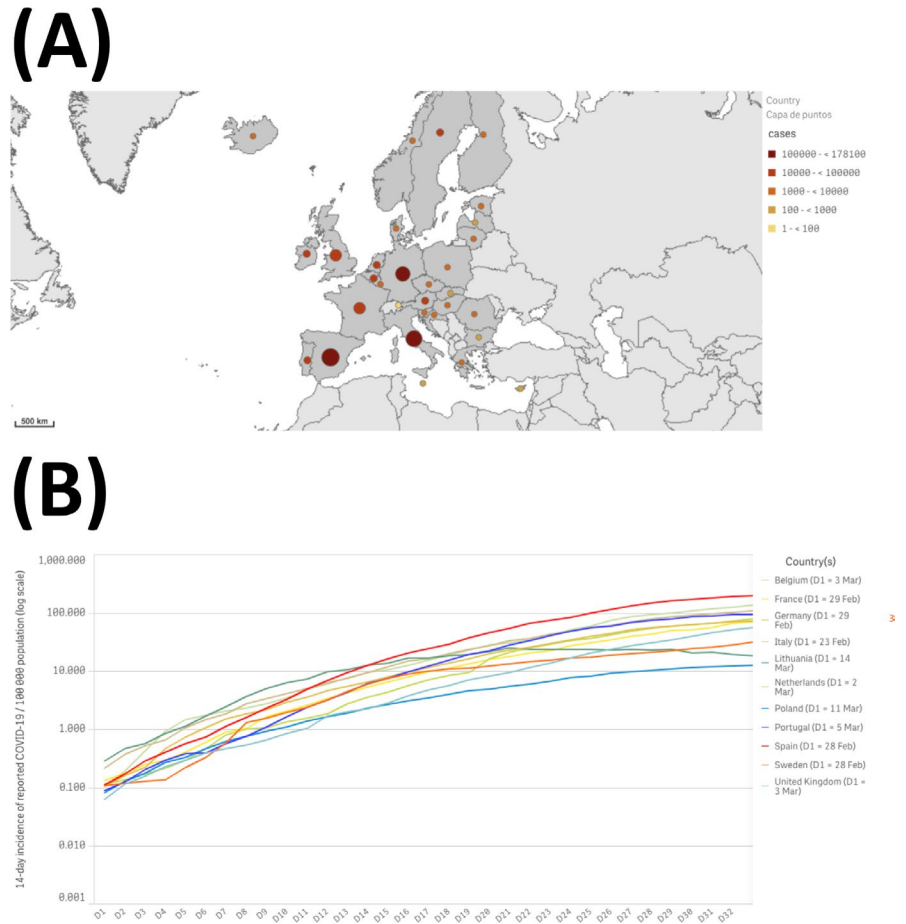 (A)
Country
Capa de puntos
cases
100000 - < 178100
10000 - < 100000
1000 - < 10000
100 - < 1000
1 - < 100
500 km
(B)
14-day incidence of reported COVID-19 / 100 000 population (log scale)
1,000.000
100.000
10.000
1.000
0.100
0.010
0.001
D1 D2 D3 D4 D5 D6 D7 D8 D9 D10 D11 D12 D13 D14 D15 D16 D17 D18 D19 D20 D21 D22 D23 D24 D25 D26 D27 D28 D29 D30 D31 D32
Country(s)
Belgium (D1 = 3 Mar)
France (D1 = 29 Feb)
Germany (D1 = 29
Feb)
Italy (D1 = 23 Feb)
Lithuania (D1 = 14
Mar)
Netherlands (D1 = 2
Mar)
Poland (D1 = 11 Mar)
Portugal (D1 = 5 Mar)
Spain (D1 = 28 Feb)
Sweden (D1 = 28 Feb)
United Kingdom (D1 =
3 Mar)